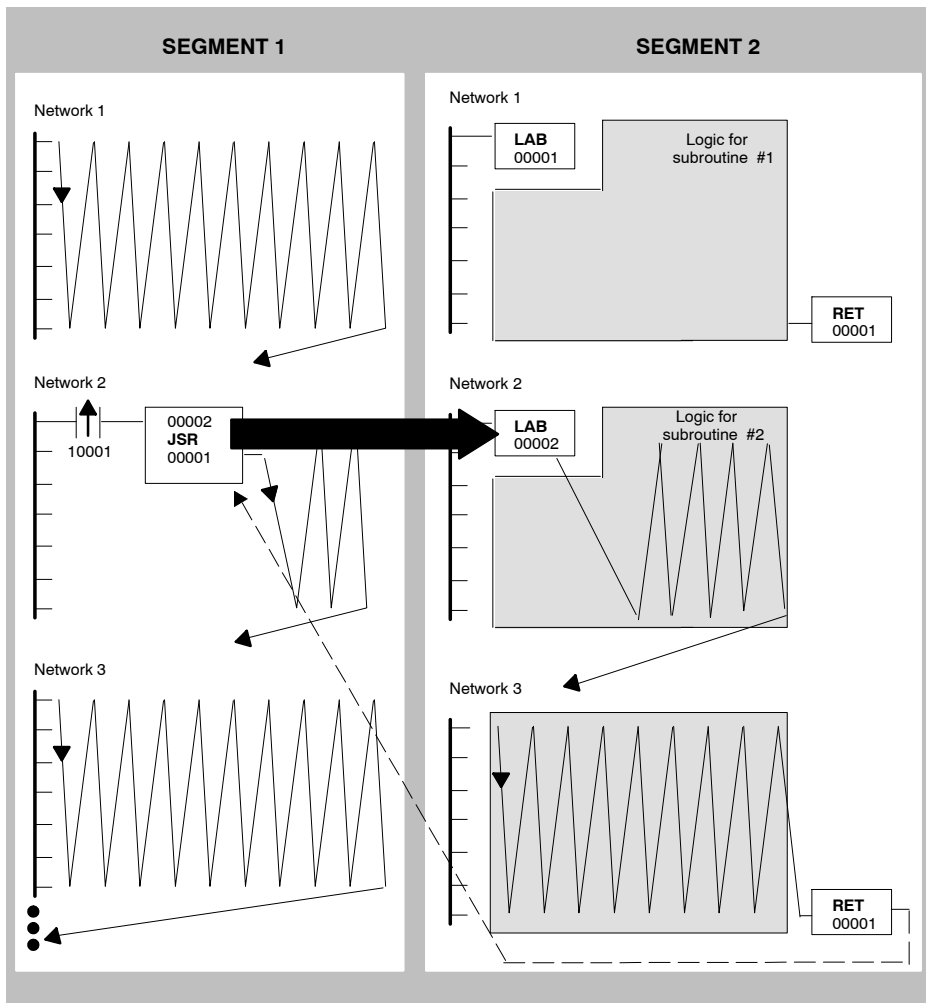 SEGMENT 1
Network 1
Network 2
10001
00002
JSR
00001
Network 3
SEGMENT 2
Network 1
LAB
00001
Logic for
subroutine #1
RET
00001
Network 2
LAB
00002
Logic for
subroutine #2
Network 3
RET
00001